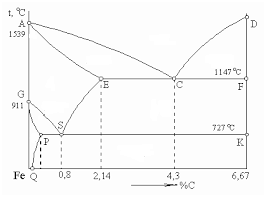 t, °C
A
D
1539
1147 °C
E
C
F
G
911
S
727°C
P
K
Fe
Q
0,8
2,14
4,3
6,67
%C